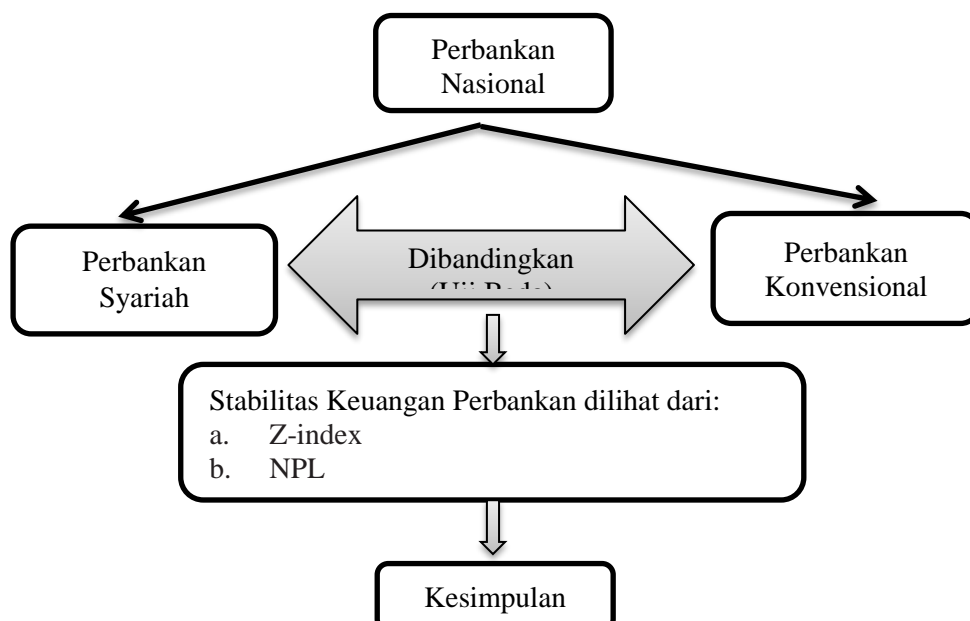 Perbankan
Nasional
Perbankan
Syariah
Dibandingkan
Perbankan
Konvensional
Stabilitas Keuangan Perbankan dilihat dari:
a. Z-index
b. NPL
Kesimpulan